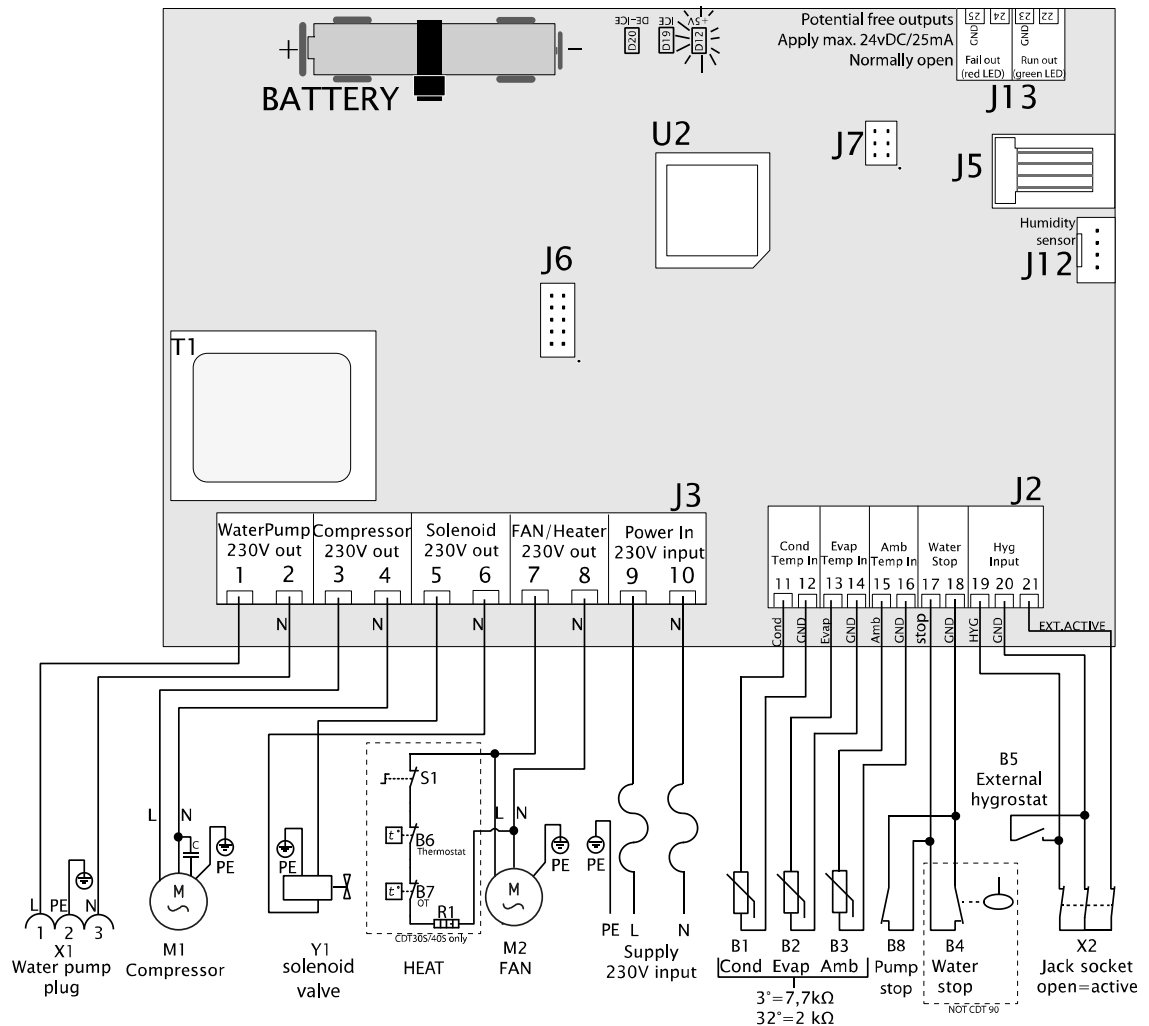 DE-ICE
ICE
+5V
D20
D19
D12
Potential free outputs
Apply max. 24vDC/25mA
Normally open
25
24
23
22
GND
GND
Fail out
(red LED)
Run out
(green LED)
J13
+
-
BATTERY
U2
J7
J5
Humidity
sensor
J12
J6
T1
J3
WaterPump
230V out
Compressor
230V out
Solenoid
230V out
FAN/Heater
230V out
Power In
230V input
1
2
3
4
5
6
7
8
9
10
N
N
N
N
N
J2
Cond
Temp In
Evap
Temp In
Amb
Temp In
Water
Stop
Hyg
Input
11
12
13
14
15
16
17
18
19
20
21
Cond
GND
Evap
GND
Amb
GND
stop
GND
HYG
GND
EXT.ACTIVE
S1
B6
Thermostat
B7
OT
R1
CDT30S/40S only
HEAT
t°
t°
L
N
C
PE
M
M1
Compressor
L
PE
N
1
2
3
X1
Water pump
plug
PE
Y1
solenoid
valve
L
N
PE
M
M2
FAN
PE
PE
L
N
Supply
230V input
B1
B2
B3
Cond
Evap
Amb
3°=7,7kΩ
32°=2 kΩ
B8
Pump
stop
B4
Water
stop
NOT CDT 90
B5
External
hygrostat
X2
Jack socket
open=active